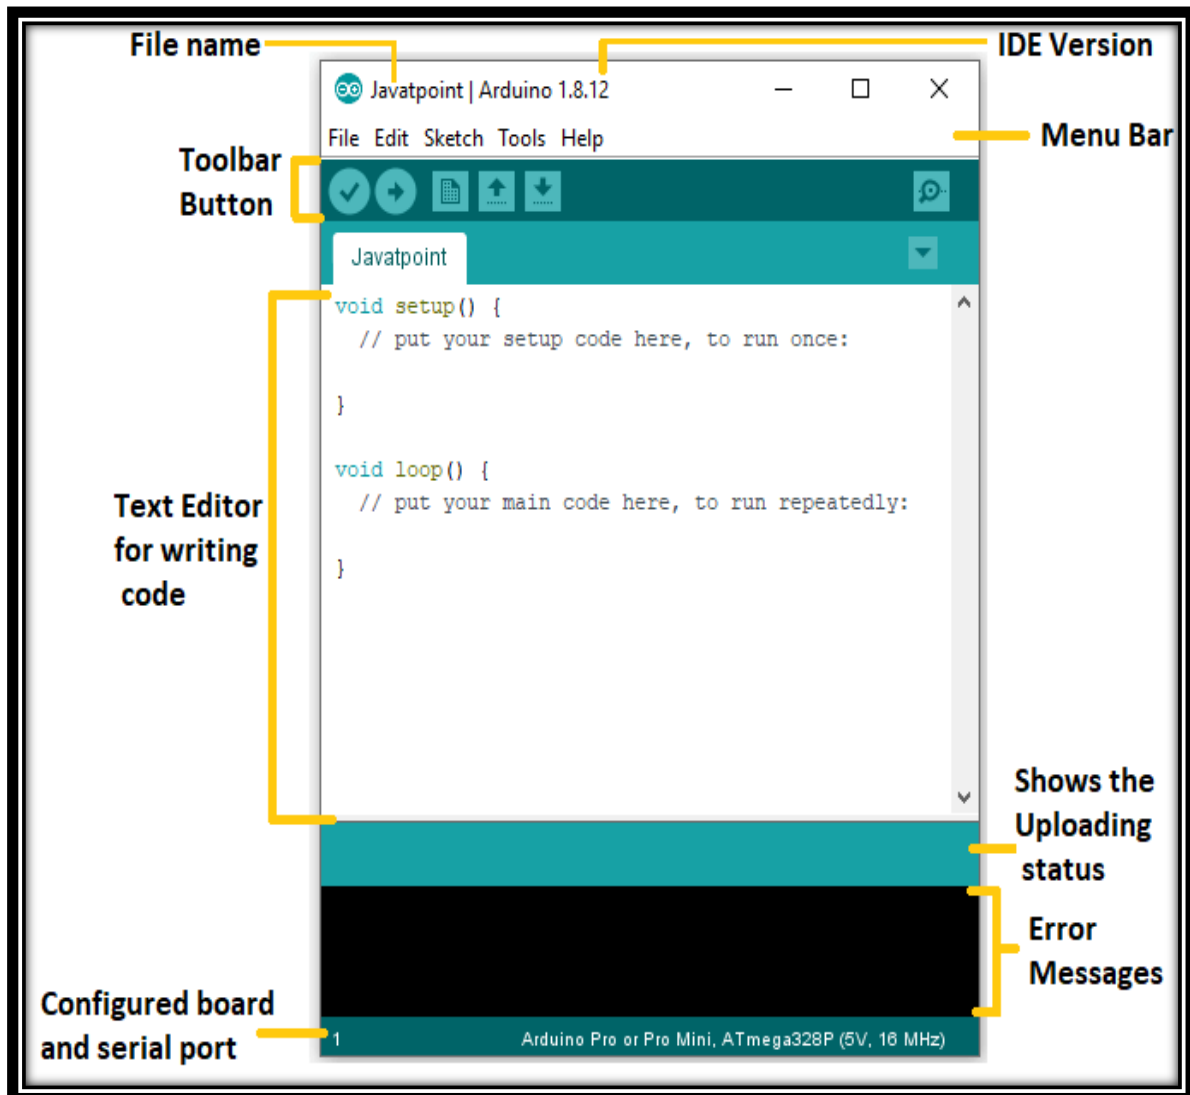 File name
IDE Version
Javatpoint | Arduino 1.8.12
File Edit Sketch Tools Help
Menu Bar
Toolbar
Button
Javatpoint
void setup() {
  // put your setup code here, to run once:
}
void loop() {
  // put your main code here, to run repeatedly:
}
Text Editor
for writing
code
Shows the
Uploading
status
Error
Messages
Configured board
and serial port
1
Arduino Pro or Pro Mini, ATmega328P (5V, 16 MHz)